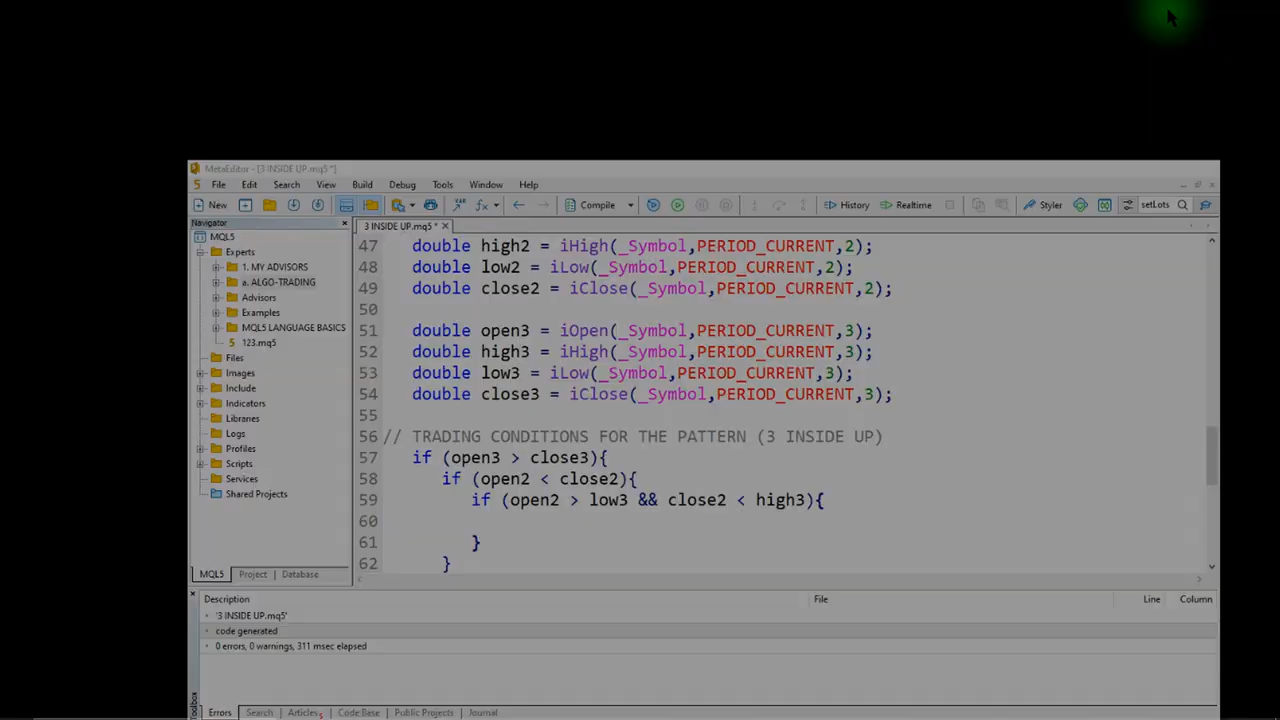 MetaEditor - [3 INSIDE UP.mq5 *]
File Edit Search View Build Debug Tools Window Help
New Compile History Realtime Styler setLots
Navigator
3 INSIDE UP.mq5 *
MQL5
Experts
1. MY ADVISORS
a. ALGO-TRADING
Advisors
Examples
MQL5 LANGUAGE BASICS
123.mq5
Files
Images
Include
Indicators
Libraries
Logs
Profiles
Scripts
Services
Shared Projects
MQL5 Project Database
47 double high2 = iHigh(_Symbol,PERIOD_CURRENT,2);
48 double low2 = iLow(_Symbol,PERIOD_CURRENT,2);
49 double close2 = iClose(_Symbol,PERIOD_CURRENT,2);
50
51 double open3 = iOpen(_Symbol,PERIOD_CURRENT,3);
52 double high3 = iHigh(_Symbol,PERIOD_CURRENT,3);
53 double low3 = iLow(_Symbol,PERIOD_CURRENT,3);
54 double close3 = iClose(_Symbol,PERIOD_CURRENT,3);
55
56 // TRADING CONDITIONS FOR THE PATTERN (3 INSIDE UP)
57 if (open3 > close3){
58 if (open2 < close2){
59 if (open2 > low3 && close2 < high3){
60
61 }
62 }
Description File Line Column
'3 INSIDE UP.mq5'
code generated
0 errors, 0 warnings, 311 msec elapsed
Toolbox
Errors Search Articles Code Base Public Projects Journal